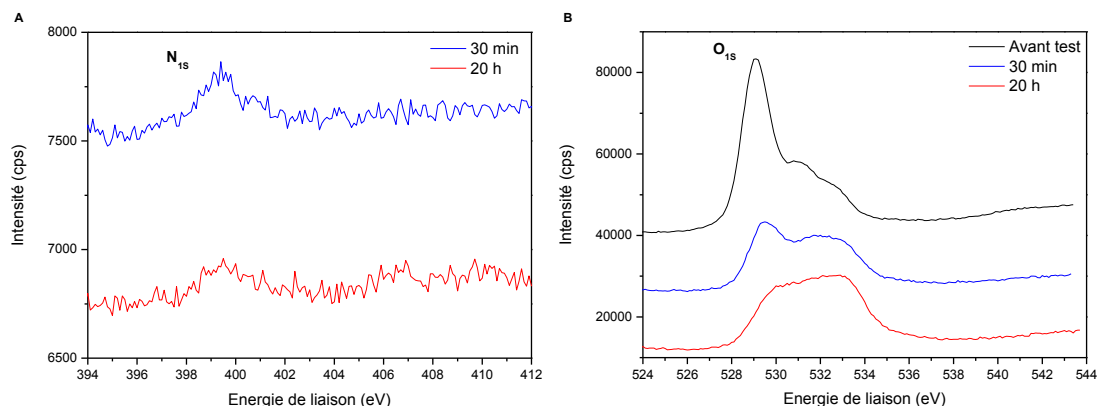 A
N1S
30 min
20 h
8000
7500
7000
6500
Intensité (cps)
394 396 398 400 402 404 406 408 410 412
Energie de liaison (eV)
B
O1S
Avant test
30 min
20 h
80000
60000
40000
20000
Intensité (cps)
524 526 528 530 532 534 536 538 540 542 544
Energie de liaison (eV)